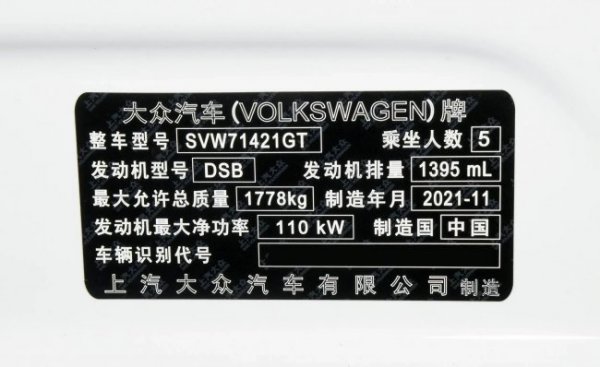 大众汽车(VOLKSWAGEN)牌
整车型号 SVW71421GT 乘坐人数 5
发动机型号 DSB 发动机排量 1395 mL
最大允许总质量 1778kg 制造年月 2021-11
发动机最大净功率 110 kW 制造国 中国
车辆识别代号
上汽大众汽车有限公司 制造